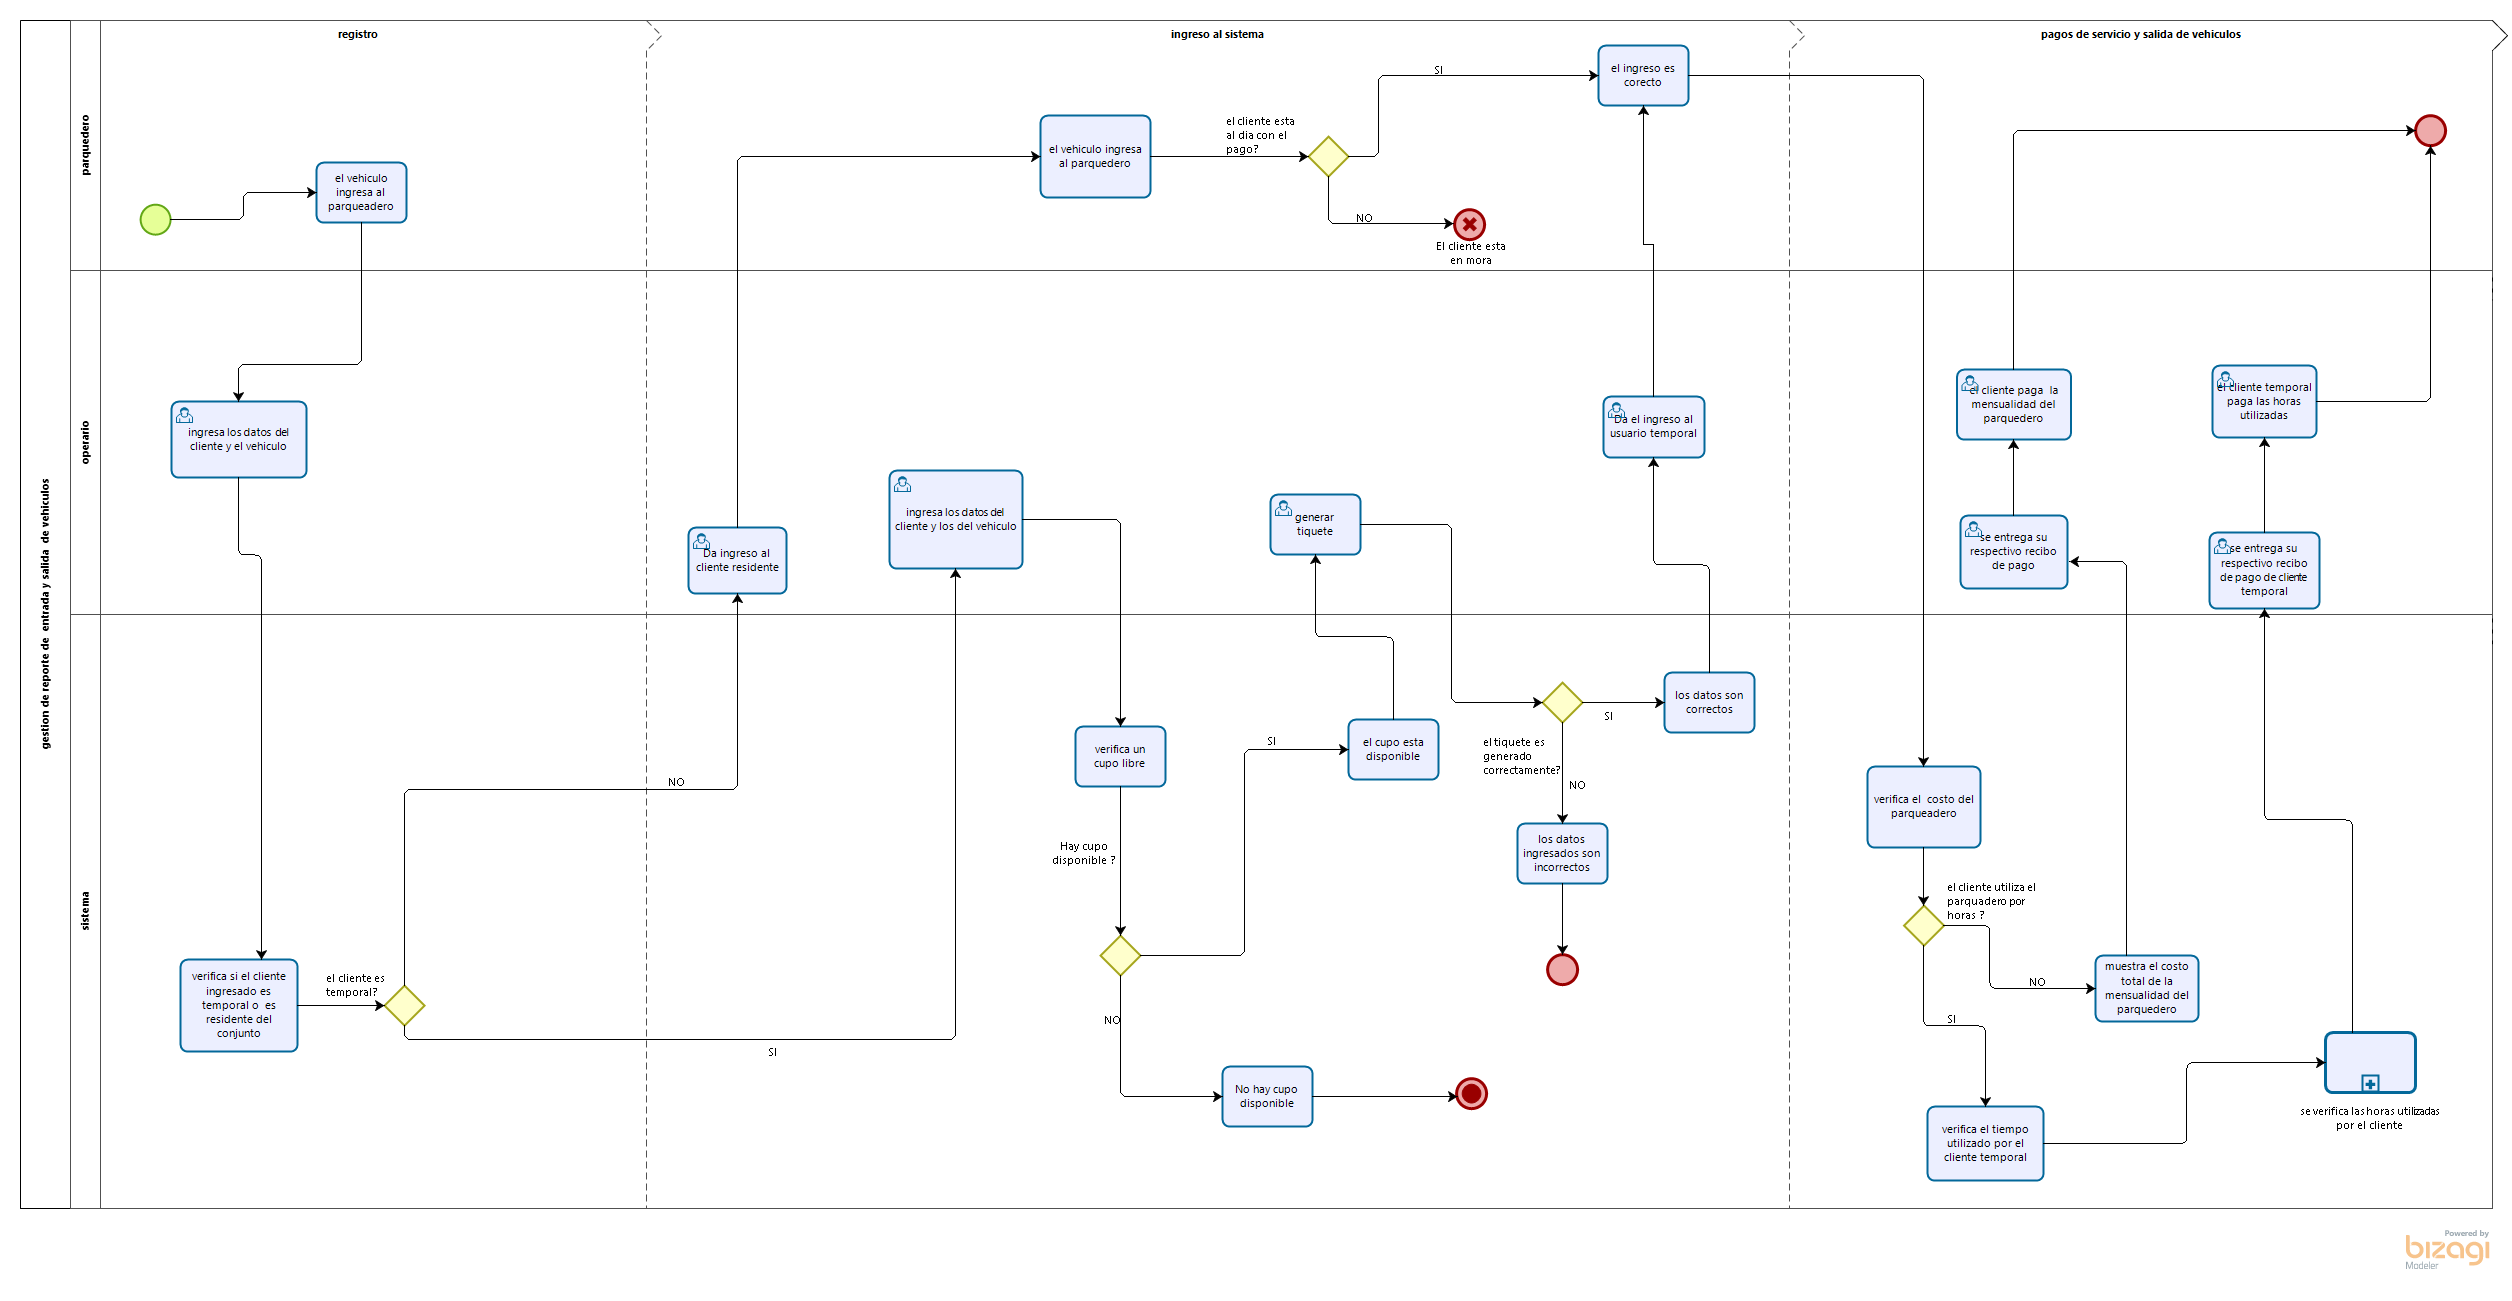 registro
ingreso al sistema
pagos de servicio y salida de vehiculos
gestion de reporte de entrada y salida de vehiculos
parquedero
el vehiculo
ingresa al
parqueadero
el vehiculo ingresa
al parquedero
el cliente esta
al dia con el
pago?
SI
NO
El cliente esta
en mora
el ingreso es
corecto
operario
ingresa los datos del
cliente y el vehiculo
Da ingreso al
cliente residente
ingresa los datos del
cliente y los del vehiculo
generar
tiquete
Da el ingreso al
usuario temporal
el cliente paga la
mensualidad del
parquedero
se entrega su
respectivo recibo
de pago
el cliente temporal
paga las horas
utilizadas
se entrega su
respectivo recibo
de pago de cliente
temporal
sistema
verifica si el cliente
ingresado es
temporal o es
residente del
conjunto
el cliente es
temporal?
NO
SI
verifica un
cupo libre
Hay cupo
disponible ?
SI
NO
el cupo esta
disponible
No hay cupo
disponible
el tiquete es
generado
correctamente?
SI
NO
los datos son
correctos
los datos
ingresados son
incorrectos
verifica el costo del
parqueadero
el cliente utiliza el
parquadero por
horas ?
NO
SI
muestra el costo
total de la
mensualidad del
parquedero
verifica el tiempo
utilizado por el
cliente temporal
se verifica las horas utilizadas
por el cliente
Powered by
bizagi
Modeler